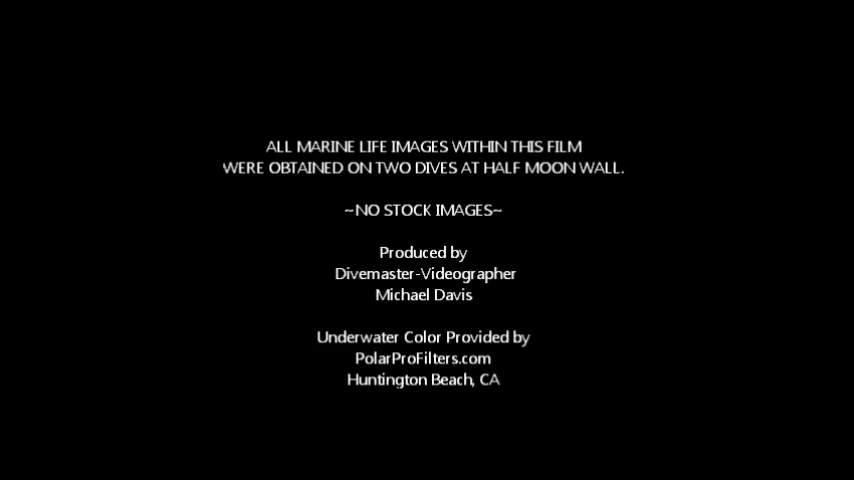 ALL MARINE LIFE IMAGES WITHIN THIS FILM
WERE OBTAINED ON TWO DIVES AT HALF MOON WALL.
~NO STOCK IMAGES~
Produced by
Divemaster-Videographer
Michael Davis
Underwater Color Provided by
PolarProFilters.com
Huntington Beach, CA